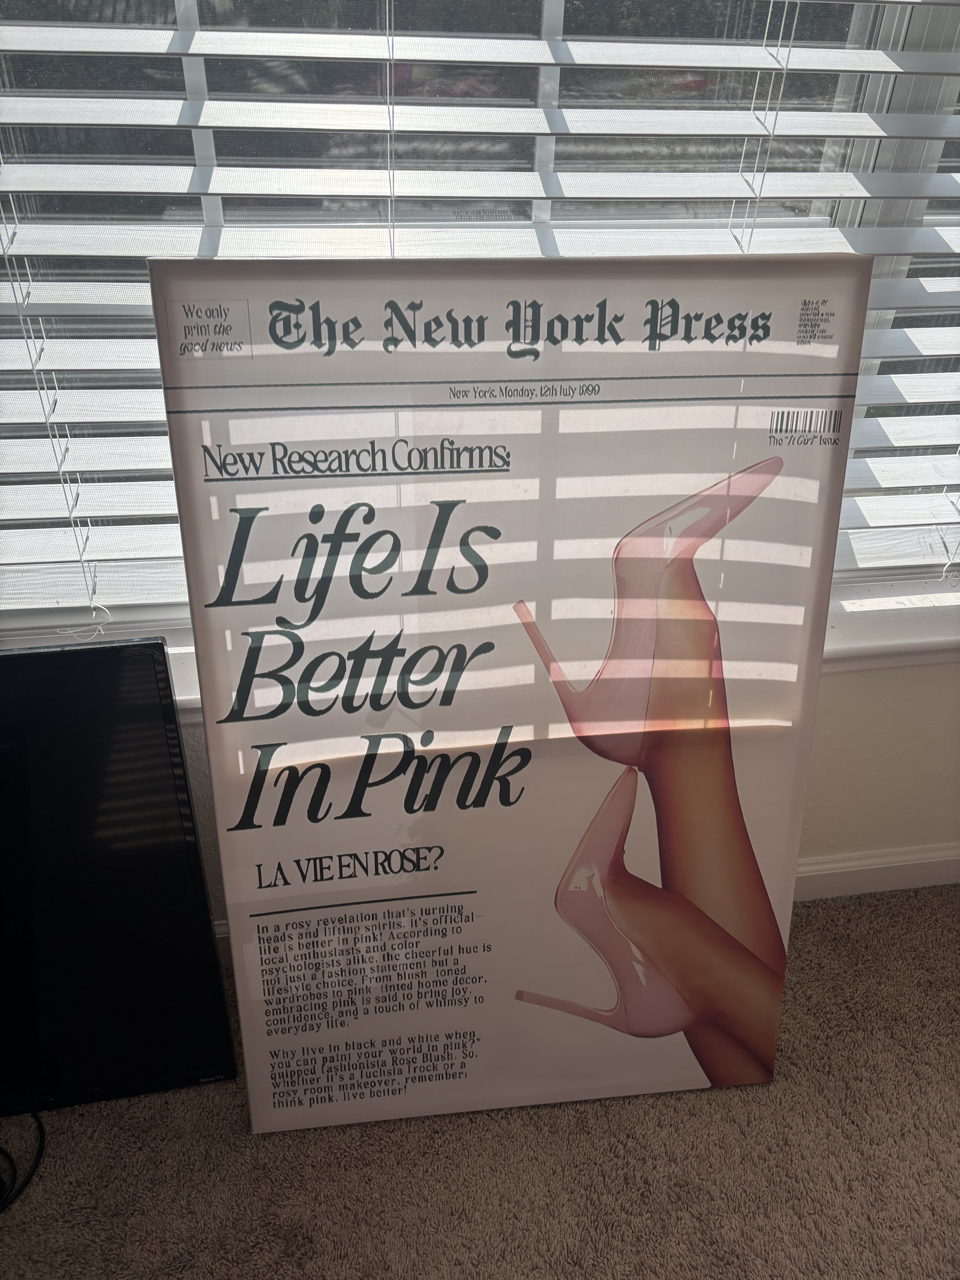 We only
print the
good news
The New York Press
New York, Monday, 12th July 1999
The "It Girl" Issue
New Research Confirms:
Life Is
Better
In Pink
LA VIE EN ROSE?
In a rosy revelation that's turning
heads and lifting spirits, it's official—
life is better in pink! According to
local enthusiasts and color
psychologists alike, the cheerful hue is
not just a fashion statement but a
lifestyle choice. From blush-toned
wardrobes to pink-tinted home decor,
embracing pink is said to bring joy,
confidence, and a touch of whimsy to
everyday life. "
Why live in black and white when
you can paint your world in pink?"
quipped fashionista Rose Blush. So,
whether it's a fuchsia frock or a
rosy room makeover, remember:
think pink, live better!